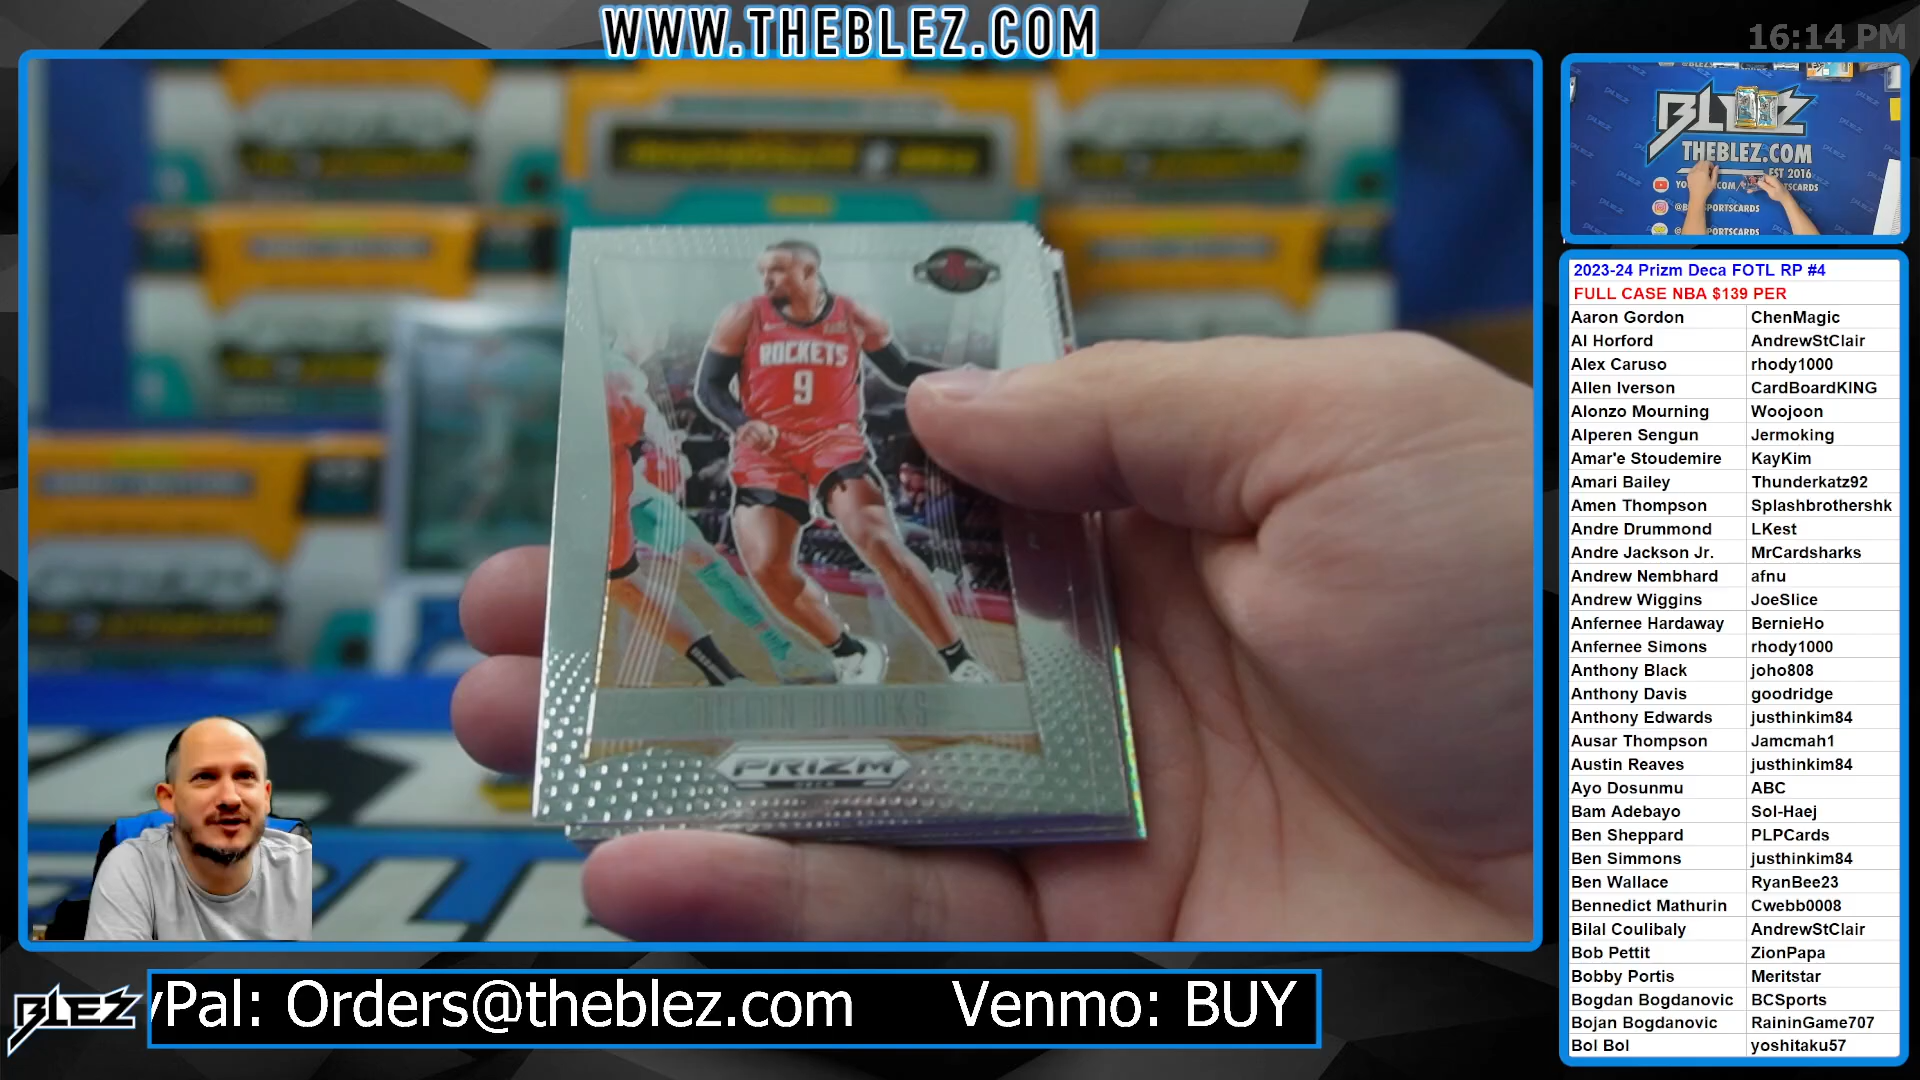 WWW.THEBLEZ.COM
16:14 PM
ROCKETS
9
DILLON BROOKS
PRIZM
DECA
BLEZ
THEBLEZ.COM
EST 2016
2023-24 Prizm Deca FOTL RP #4
FULL CASE NBA $139 PER
Aaron Gordon ChenMagic
Al Horford AndrewStClair
Alex Caruso rhody1000
Allen Iverson CardBoardKING
Alonzo Mourning Woojoon
Alperen Sengun Jermoking
Amar'e Stoudemire KayKim
Amari Bailey Thunderkatz92
Amen Thompson Splashbrothershk
Andre Drummond LKest
Andre Jackson Jr. MrCardsharks
Andrew Nembhard afnu
Andrew Wiggins JoeSlice
Anfernee Hardaway BernieHo
Anfernee Simons rhody1000
Anthony Black joho808
Anthony Davis goodridge
Anthony Edwards justhinkim84
Ausar Thompson Jamcmah1
Austin Reaves justhinkim84
Ayo Dosunmu ABC
Bam Adebayo Sol-Haej
Ben Sheppard PLPCards
Ben Simmons justhinkim84
Ben Wallace RyanBee23
Bennedict Mathurin Cwebb0008
Bilal Coulibaly AndrewStClair
Bob Pettit ZionPapa
Bobby Portis Meritstar
Bogdan Bogdanovic BCSports
Bojan Bogdanovic RaininGame707
Bol Bol yoshitaku57
BLEZ
yPal: Orders@theblez.com Venmo: BUY